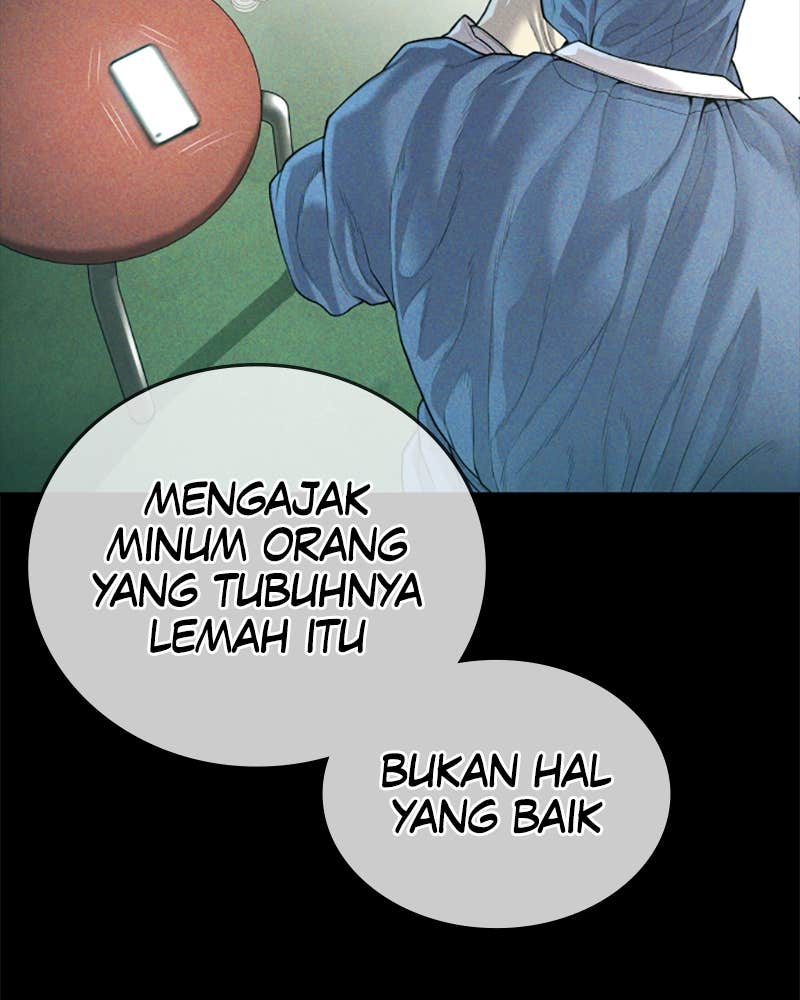 MENGAJAK
MINUM ORANG
YANG TUBUHNYA
LEMAH ITU
BUKAN HAL
YANG BAIK